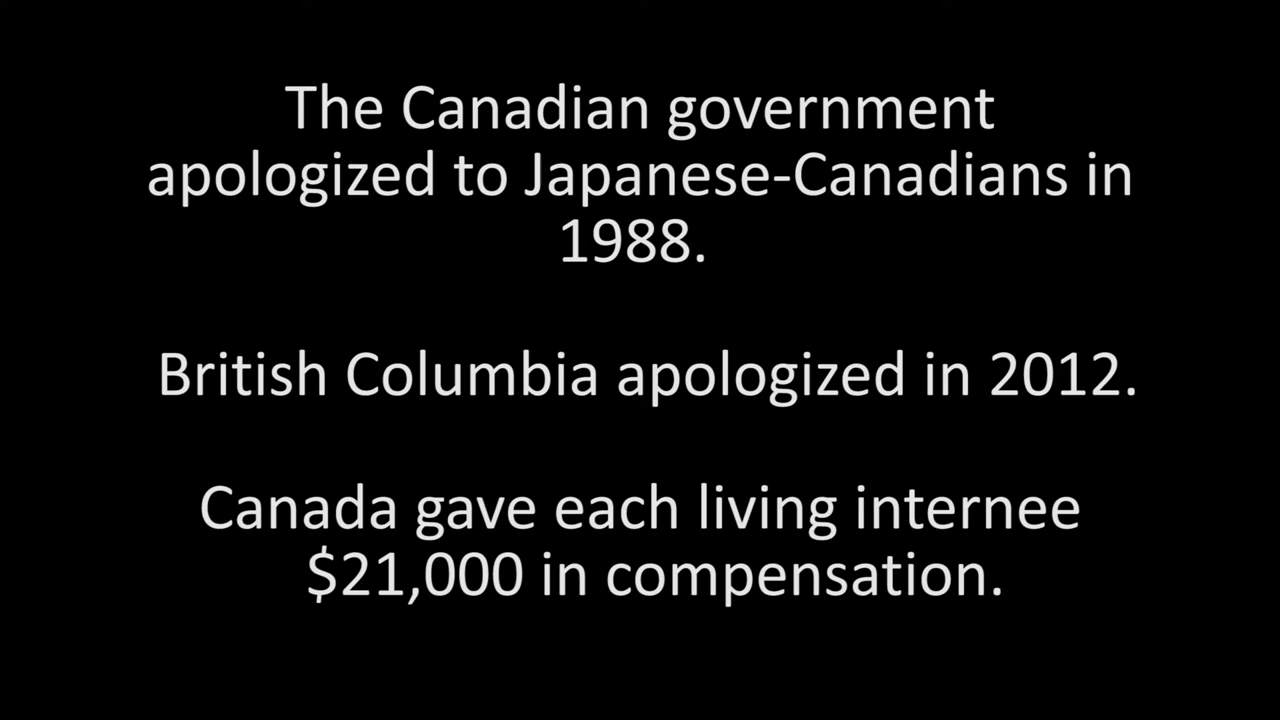 The Canadian government
apologized to Japanese-Canadians in
1988.
British Columbia apologized in 2012.
Canada gave each living internee
$21,000 in compensation.